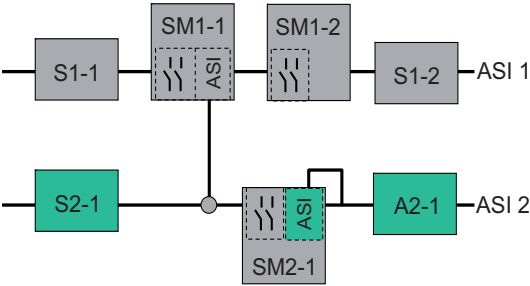 SM1-1
SM1-2
S1-1
ASI
S1-2
ASI 1
S2-1
ASI
A2-1
ASI 2
SM2-1